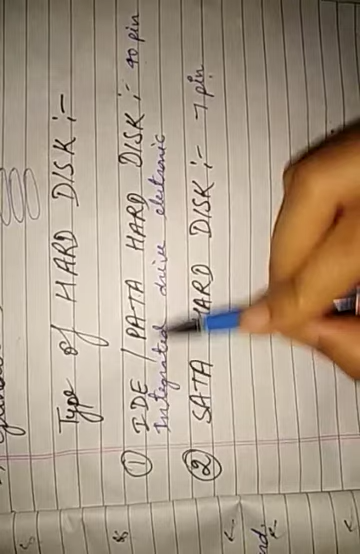 Type of HARD DISK :-
① IDE / PATA HARD DISK :- 40 pin
Integrated drive electronic
② SATA HARD DISK :- 7 pin